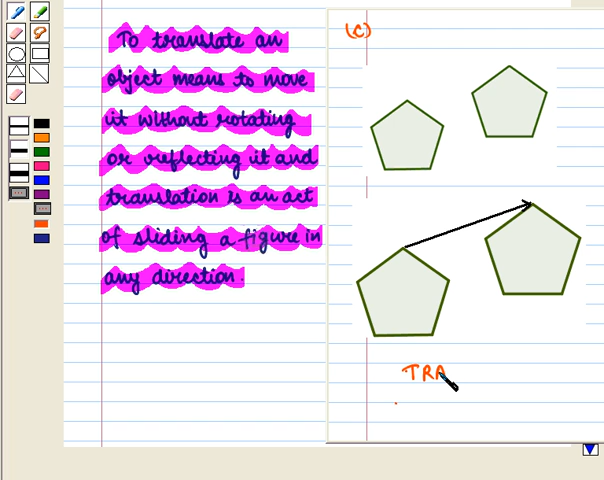 To translate an
object means to move
it without rotating
or reflecting it and
translation is an act
of sliding a figure in
any direction.
(C)
TRA